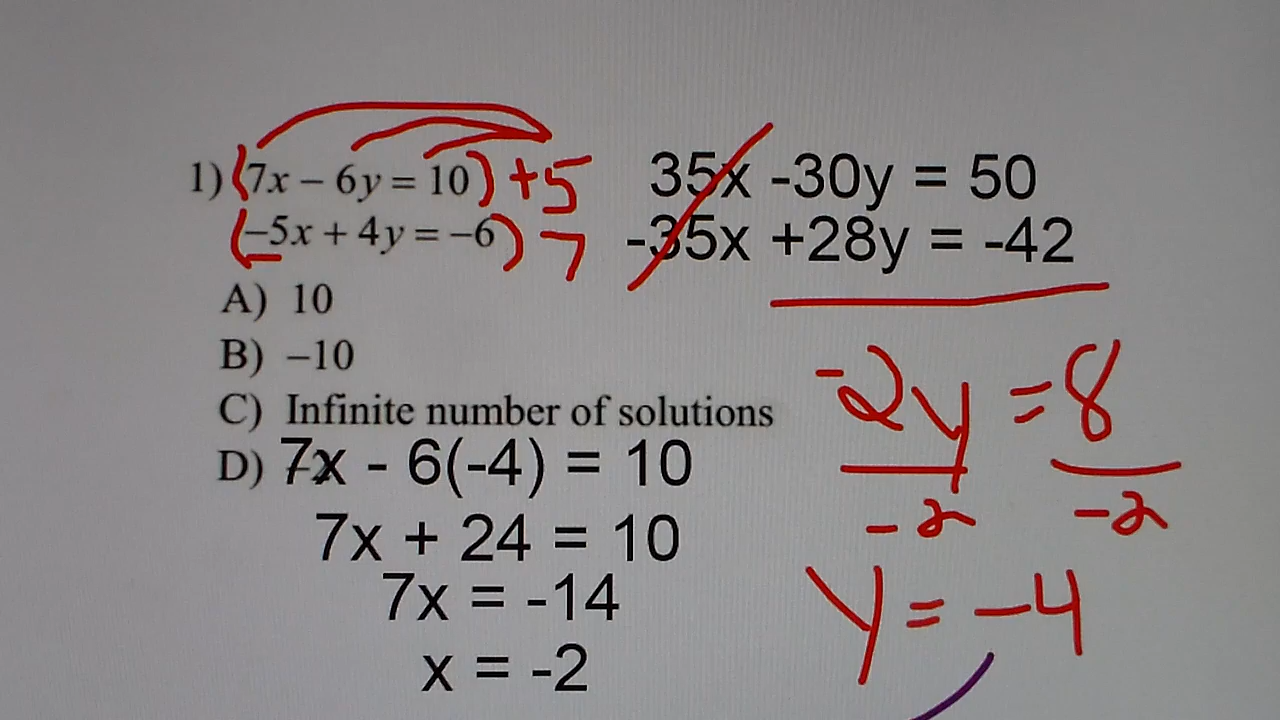 1) (7x – 6y = 10) +5
(–5x + 4y = –6) 7
A) 10
B) –10
C) Infinite number of solutions
D) 7x - 6(-4) = 10
7x + 24 = 10
7x = -14
x = -2
35x -30y = 50
-35x +28y = -42
-2y = 8
-2 -2
y = -4